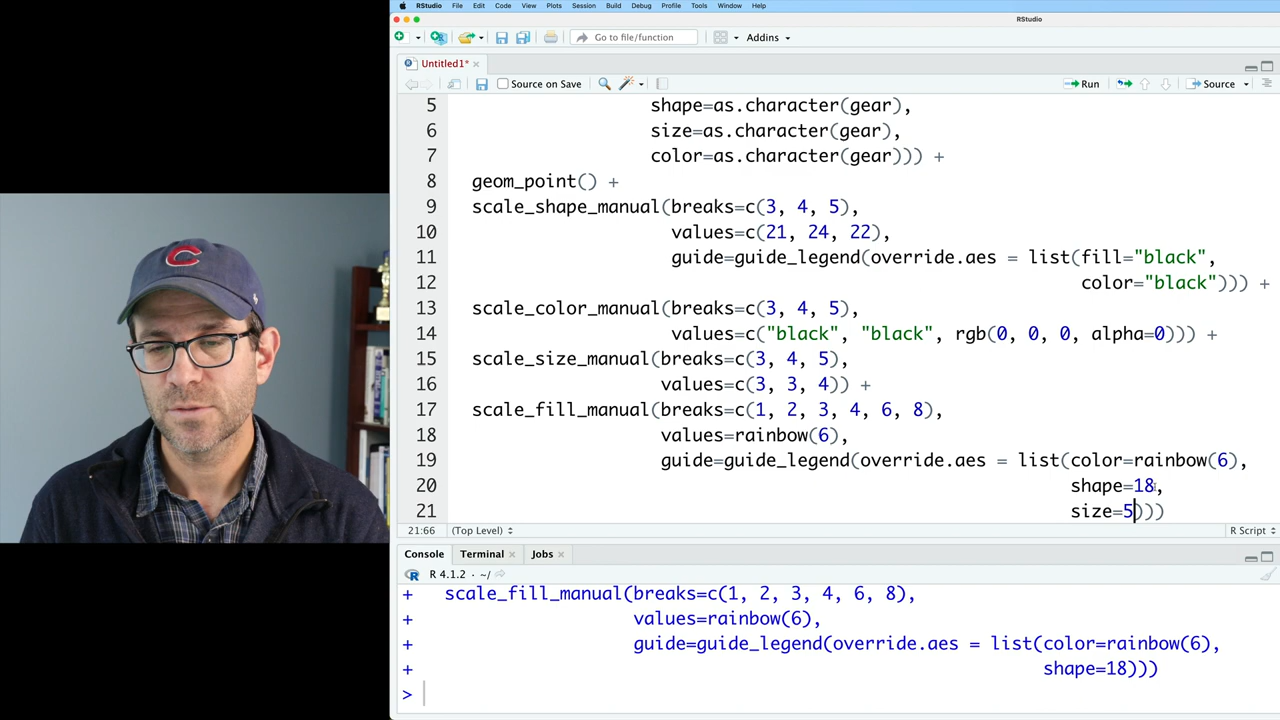 RStudio File Edit Code View Plots Session Build Debug Profile Tools Window Help
RStudio
Go to file/function Addins
Untitled1*
Source on Save Run Source
5 shape=as.character(gear),
6 size=as.character(gear),
7 color=as.character(gear))) +
8 geom_point() +
9 scale_shape_manual(breaks=c(3, 4, 5),
10 values=c(21, 24, 22),
11 guide=guide_legend(override.aes = list(fill="black",
12 color="black"))) +
13 scale_color_manual(breaks=c(3, 4, 5),
14 values=c("black", "black", rgb(0, 0, 0, alpha=0))) +
15 scale_size_manual(breaks=c(3, 4, 5),
16 values=c(3, 3, 4)) +
17 scale_fill_manual(breaks=c(1, 2, 3, 4, 6, 8),
18 values=rainbow(6),
19 guide=guide_legend(override.aes = list(color=rainbow(6),
20 shape=18,
21 size=5)))
21:66 (Top Level) R Script
Console Terminal Jobs
R 4.1.2 · ~/
+ scale_fill_manual(breaks=c(1, 2, 3, 4, 6, 8),
+ values=rainbow(6),
+ guide=guide_legend(override.aes = list(color=rainbow(6),
+ shape=18)))
>
C